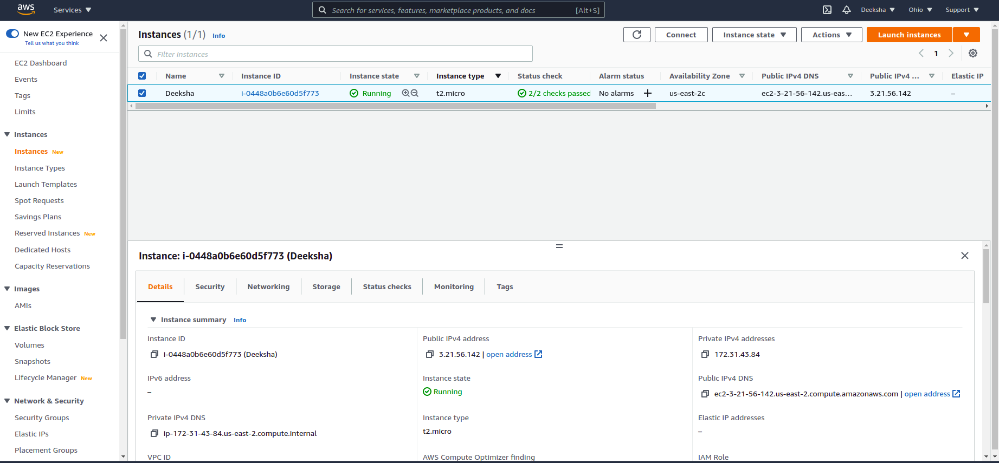 aws Services Search for services, features, marketplace products, and docs [Alt+S] Deeksha Ohio Support
New EC2 Experience
Tell us what you think
EC2 Dashboard
Events
Tags
Limits
Instances
Instances New
Instance Types
Launch Templates
Spot Requests
Savings Plans
Reserved Instances New
Dedicated Hosts
Capacity Reservations
Images
AMIs
Elastic Block Store
Volumes
Snapshots
Lifecycle Manager New
Network & Security
Security Groups
Elastic IPs
Placement Groups
Instances (1/1) Info Connect Instance state Actions Launch instances
Filter instances 1
Name Instance ID Instance state Instance type Status check Alarm status Availability Zone Public IPv4 DNS Public IPv4 ... Elastic IP
Deeksha i-0448a0b6e60d5f773 Running t2.micro 2/2 checks passed No alarms + us-east-2c ec2-3-21-56-142.us-eas... 3.21.56.142 –
Instance: i-0448a0b6e60d5f773 (Deeksha)
Details Security Networking Storage Status checks Monitoring Tags
Instance summary Info
Instance ID Public IPv4 address Private IPv4 addresses
i-0448a0b6e60d5f773 (Deeksha) 3.21.56.142 | open address 172.31.43.84
IPv6 address Instance state Public IPv4 DNS
– Running ec2-3-21-56-142.us-east-2.compute.amazonaws.com | open address
Private IPv4 DNS Instance type Elastic IP addresses
ip-172-31-43-84.us-east-2.compute.internal t2.micro –
VPC ID AWS Compute Optimizer finding IAM Role